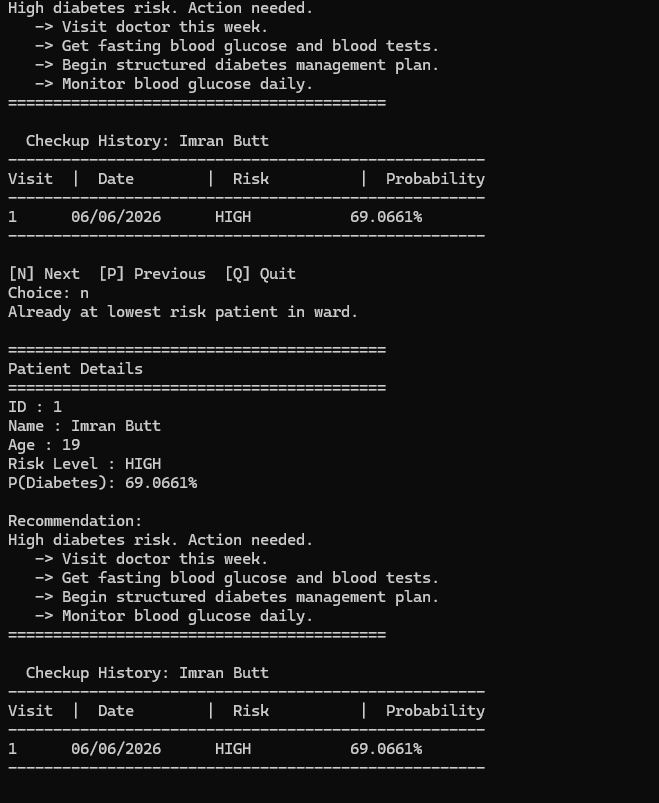 High diabetes risk. Action needed.
   -> Visit doctor this week.
   -> Get fasting blood glucose and blood tests.
   -> Begin structured diabetes management plan.
   -> Monitor blood glucose daily.
==========================================
  Checkup History: Imran Butt
-----------------------------------------------------
Visit  |  Date        |  Risk          |  Probability
-----------------------------------------------------
1      06/06/2026      HIGH           69.0661%
-----------------------------------------------------
[N] Next  [P] Previous  [Q] Quit
Choice: n
Already at lowest risk patient in ward.
==========================================
Patient Details
==========================================
ID : 1
Name : Imran Butt
Age : 19
Risk Level : HIGH
P(Diabetes): 69.0661%
Recommendation:
High diabetes risk. Action needed.
   -> Visit doctor this week.
   -> Get fasting blood glucose and blood tests.
   -> Begin structured diabetes management plan.
   -> Monitor blood glucose daily.
==========================================
  Checkup History: Imran Butt
-----------------------------------------------------
Visit  |  Date        |  Risk          |  Probability
-----------------------------------------------------
1      06/06/2026      HIGH           69.0661%
-----------------------------------------------------